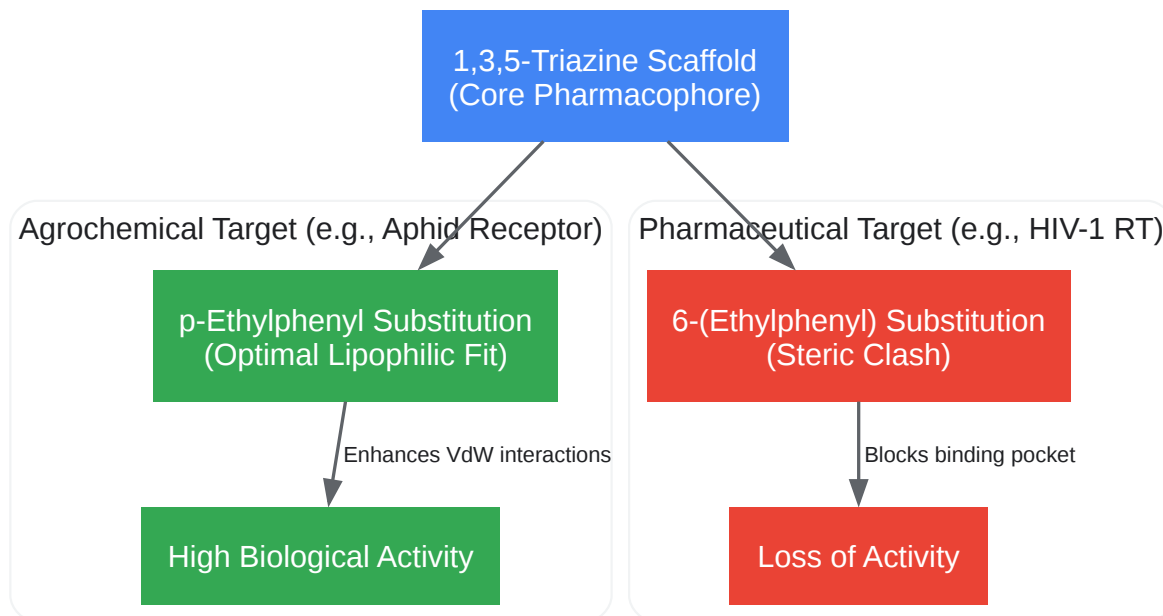 1,3,5-Triazine Scaffold
(Core Pharmacophore)
Agrochemical Target (e.g., Aphid Receptor)
p-Ethylphenyl Substitution
(Optimal Lipophilic Fit)
Enhances VdW interactions
High Biological Activity
Pharmaceutical Target (e.g., HIV-1 RT)
6-(Ethylphenyl) Substitution
(Steric Clash)
Blocks binding pocket
Loss of Activity